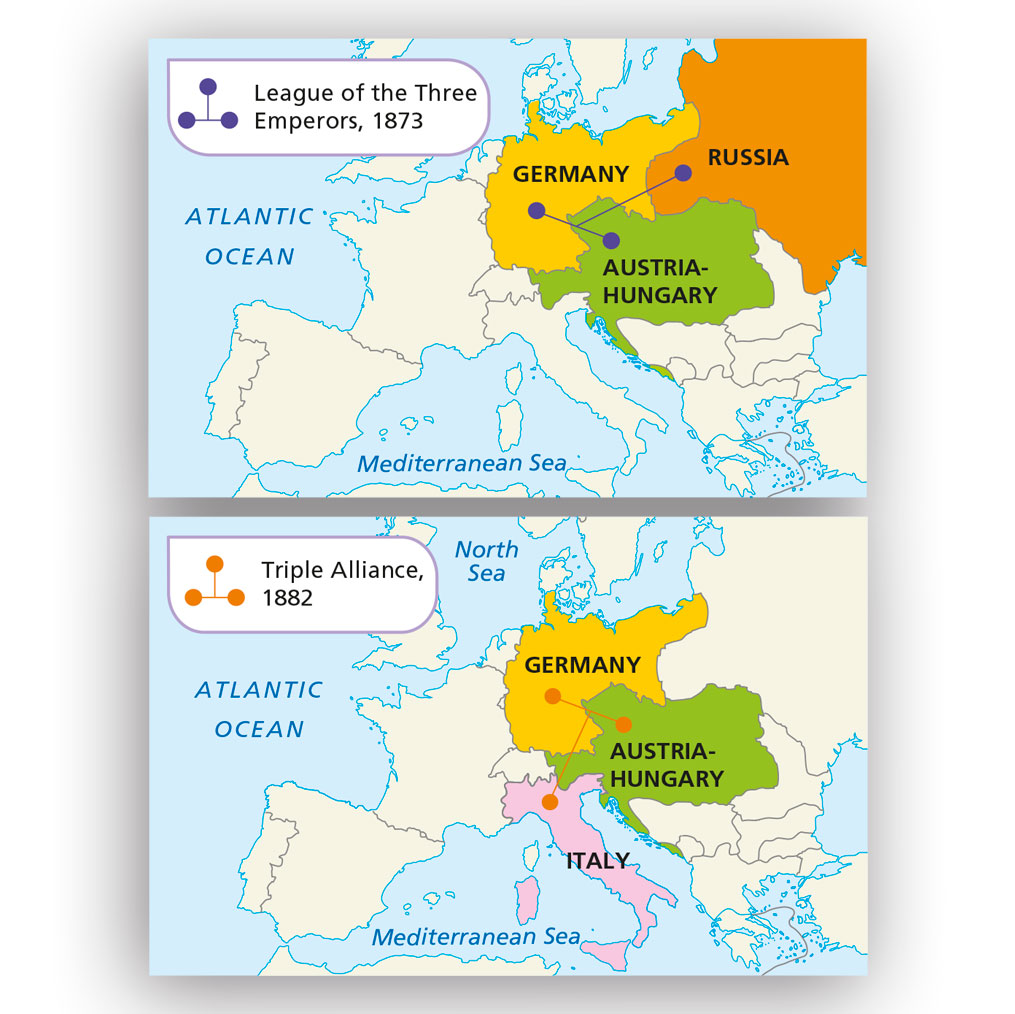 League of the Three
Emperors, 1873
RUSSIA
GERMANY
ATLANTIC
OCEAN
AUSTRIA-
HUNGARY
Mediterranean Sea
North
Sea
Triple Alliance,
1882
GERMANY
ATLANTIC
OCEAN
AUSTRIA-
HUNGARY
ITALY
Mediterranean Sea